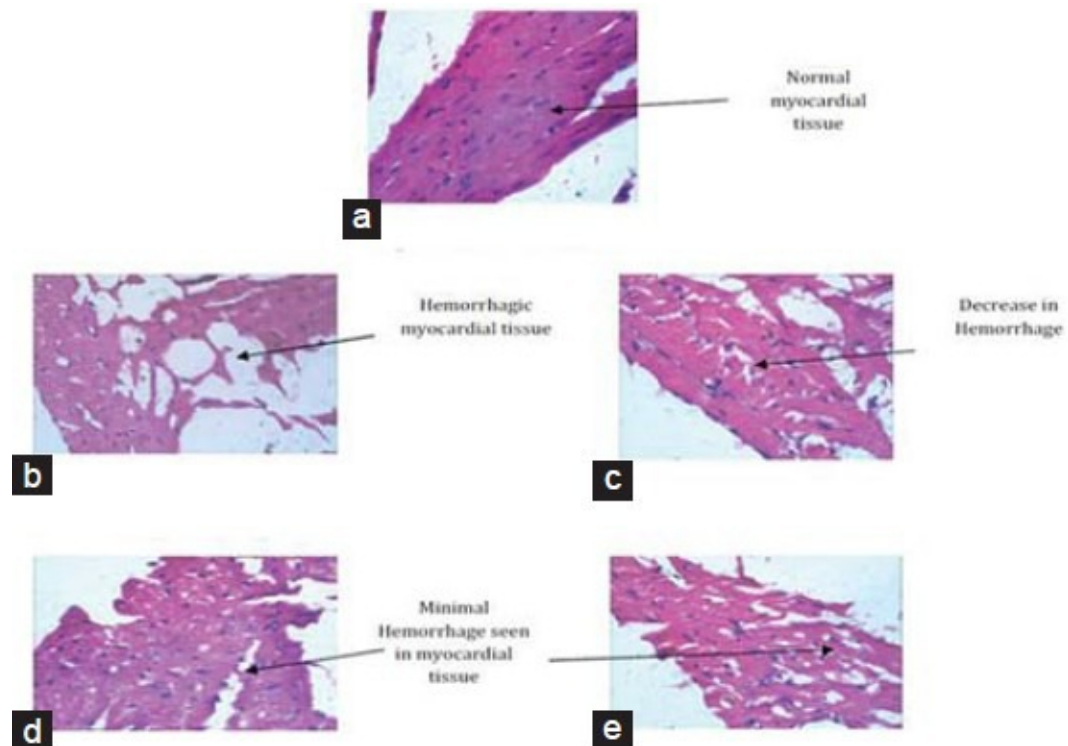 Normal
myocardial
tissue
a
Hemorrhagic
myocardial tissue
b
Decrease in
Hemorrhage
c
Minimal
Hemorrhage seen
in myocardial
tissue
d
e